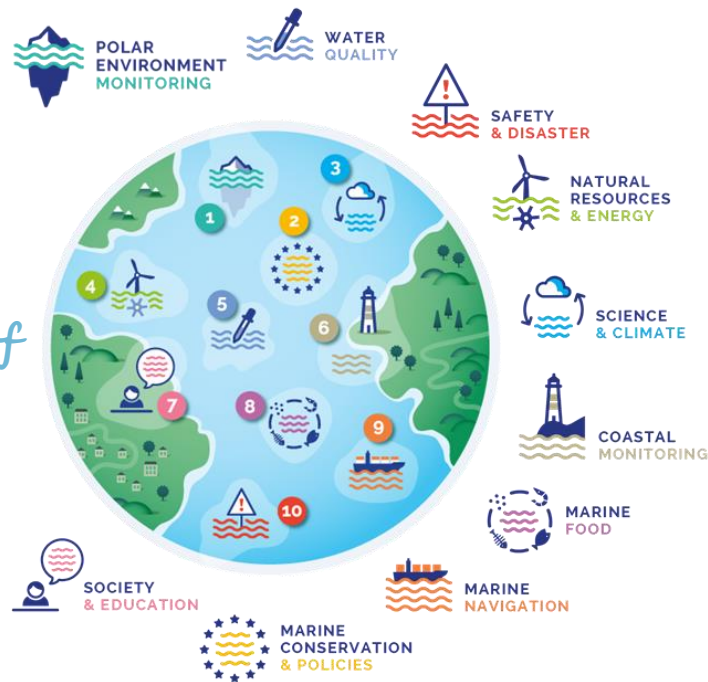 POLAR
ENVIRONMENT
MONITORING
WATER
QUALITY
SAFETY
& DISASTER
NATURAL
RESOURCES
& ENERGY
SCIENCE
& CLIMATE
COASTAL
MONITORING
MARINE
FOOD
MARINE
NAVIGATION
MARINE
CONSERVATION
& POLICIES
SOCIETY
& EDUCATION
f
1
2
3
4
5
6
7
8
9
10